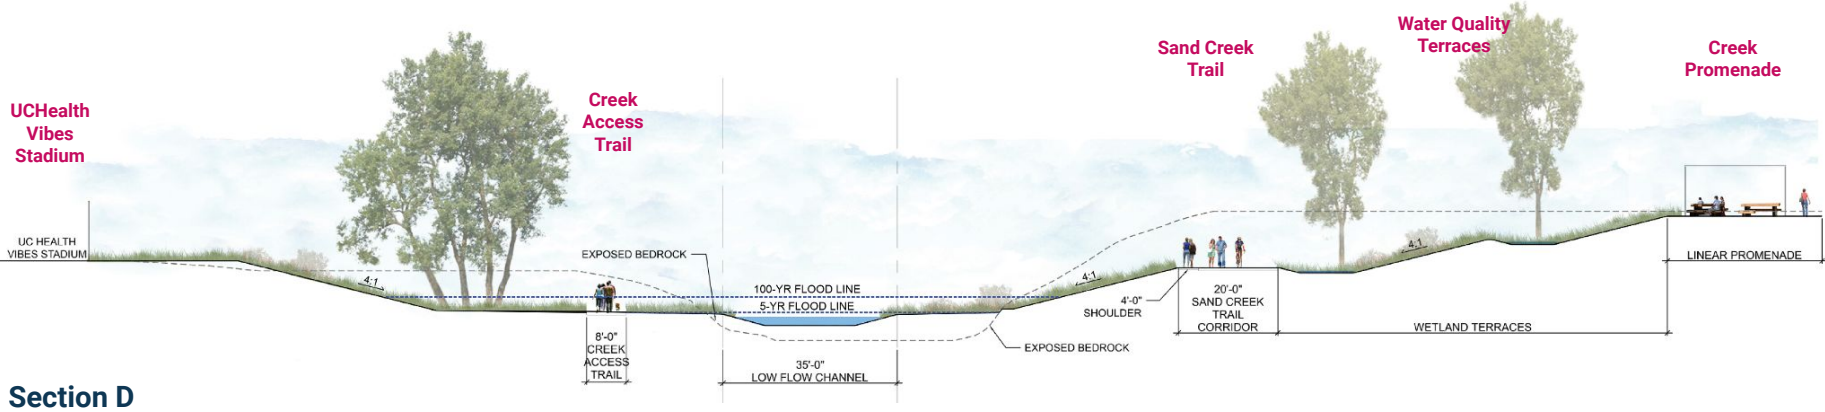 UCHealth
Vibes
Stadium
Creek
Access
Trail
Sand Creek
Trail
Water Quality
Terraces
Creek
Promenade
UC HEALTH
VIBES STADIUM
4:1
EXPOSED BEDROCK
100-YR FLOOD LINE
5-YR FLOOD LINE
8'-0"
CREEK
ACCESS
TRAIL
35'-0"
LOW FLOW CHANNEL
EXPOSED BEDROCK
4:1
4'-0"
SHOULDER
20'-0"
SAND CREEK
TRAIL
CORRIDOR
4:1
WETLAND TERRACES
LINEAR PROMENADE
Section D